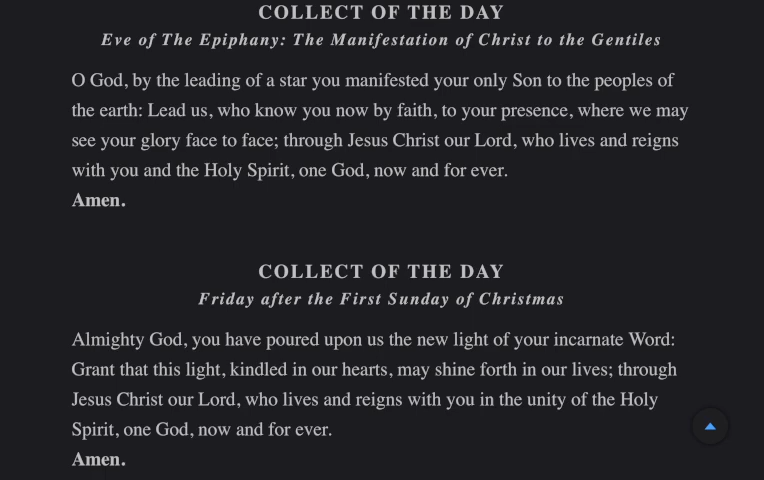 COLLECT OF THE DAY
Eve of The Epiphany: The Manifestation of Christ to the Gentiles
O God, by the leading of a star you manifested your only Son to the peoples of
the earth: Lead us, who know you now by faith, to your presence, where we may
see your glory face to face; through Jesus Christ our Lord, who lives and reigns
with you and the Holy Spirit, one God, now and for ever.
Amen.
COLLECT OF THE DAY
Friday after the First Sunday of Christmas
Almighty God, you have poured upon us the new light of your incarnate Word:
Grant that this light, kindled in our hearts, may shine forth in our lives; through
Jesus Christ our Lord, who lives and reigns with you in the unity of the Holy
Spirit, one God, now and for ever.
Amen.